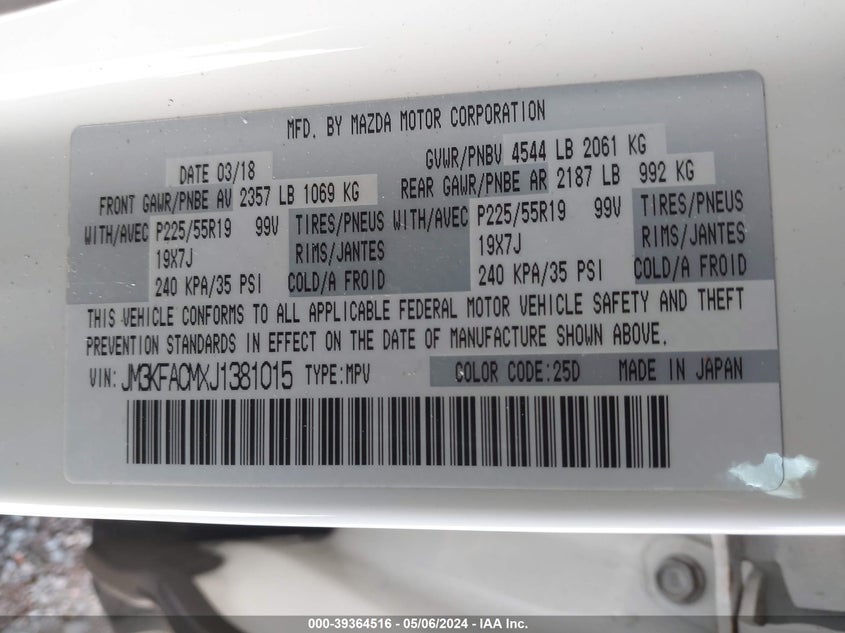 MFD. BY MAZDA MOTOR CORPORATION
DATE 03/18 GVWR/PNBV 4544 LB 2061 KG
FRONT GAWR/PNBE AV 2357 LB 1069 KG REAR GAWR/PNBE AR 2187 LB 992 KG
WITH/AVEC P225/55R19 99V TIRES/PNEUS WITH/AVEC P225/55R19 99V TIRES/PNEUS
19X7J RIMS/JANTES 19X7J RIMS/JANTES
240 KPA/35 PSI COLD/A FROID 240 KPA/35 PSI COLD/A FROID
THIS VEHICLE CONFORMS TO ALL APPLICABLE FEDERAL MOTOR VEHICLE SAFETY AND THEFT
PREVENTION STANDARDS IN EFFECT ON THE DATE OF MANUFACTURE SHOWN ABOVE.
VIN: JM3KFACMXJ1381015 TYPE:MPV COLOR CODE:25D MADE IN JAPAN
000-39364516 - 05/06/2024 - IAA Inc.